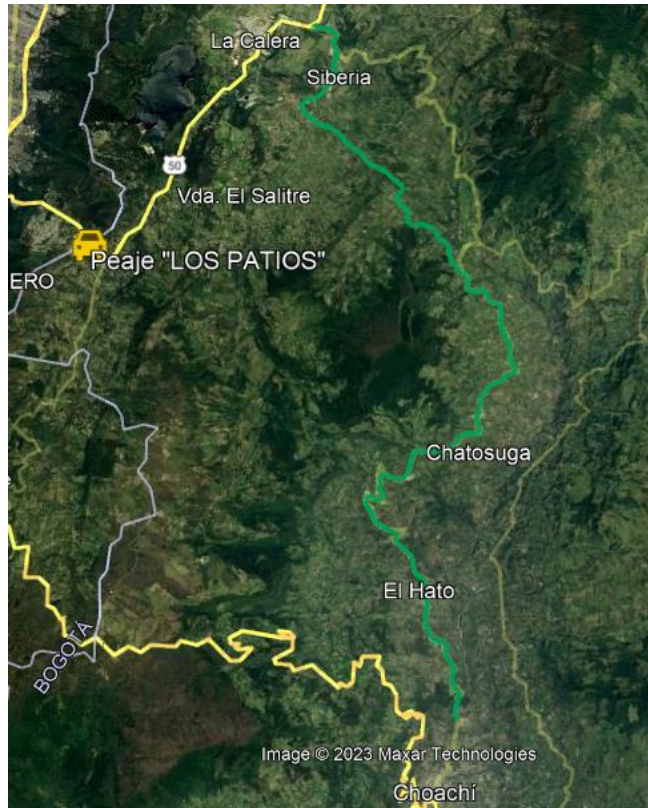 La Calera
Siberia
50
Vda. El Salitre
Peaje "LOS PATIOS"
ERO
Chatosuga
El Hato
BOGOTÁ
Image © 2023 Maxar Technologies
Choachí